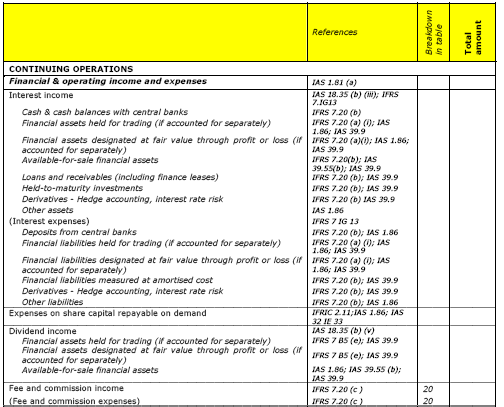 References
Breakdown in table
Total amount
CONTINUING OPERATIONS
Financial & operating income and expenses IAS 1.81 (a)
Interest income IAS 18.35 (b) (iii); IFRS 7.IG13
Cash & cash balances with central banks IFRS 7.20 (b)
Financial assets held for trading (if accounted for separately) IFRS 7.20 (a) (i); IAS 1.86; IAS 39.9
Financial assets designated at fair value through profit or loss (if accounted for separately) IFRS 7.20 (a)(i); IAS 1.86; IAS 39.9
Available-for-sale financial assets IFRS 7.20(b); IAS 39.55(b); IAS 39.9
Loans and receivables (including finance leases) IFRS 7.20 (b); IAS 39.9
Held-to-maturity investments IFRS 7.20 (b); IAS 39.9
Derivatives - Hedge accounting, interest rate risk IFRS 7.20 (b) IAS 39.9
Other assets IAS 1.86
(Interest expenses) IFRS 7 IG 13
Deposits from central banks IFRS 7.20 (b); IAS 1.86
Financial liabilities held for trading (if accounted for separately) IFRS 7.20 (a) (i); IAS 1.86; IAS 39.9
Financial liabilities designated at fair value through profit or loss (if accounted for separately) IFRS 7.20 (a) (i); IAS 1.86; IAS 39.9
Financial liabilities measured at amortised cost IFRS 7.20 (b); IAS 39.9
Derivatives - Hedge accounting, interest rate risk IFRS 7.20 (b); IAS 39.9
Other liabilities IFRS 7.20 (b); IAS 1.86
Expenses on share capital repayable on demand IFRIC 2.11;IAS 1.86; IAS 32 IE 33
Dividend income IAS 18.35 (b) (v)
Financial assets held for trading (if accounted for separately) IFRS 7 B5 (e); IAS 39.9
Financial assets designated at fair value through profit or loss (if accounted for separately) IFRS 7 B5 (e); IAS 39.9
Available-for-sale financial assets IAS 1.86; IAS 39.55 (b); IAS 39.9
Fee and commission income IFRS 7.20 (c ) 20
(Fee and commission expenses) IFRS 7.20 (c ) 20